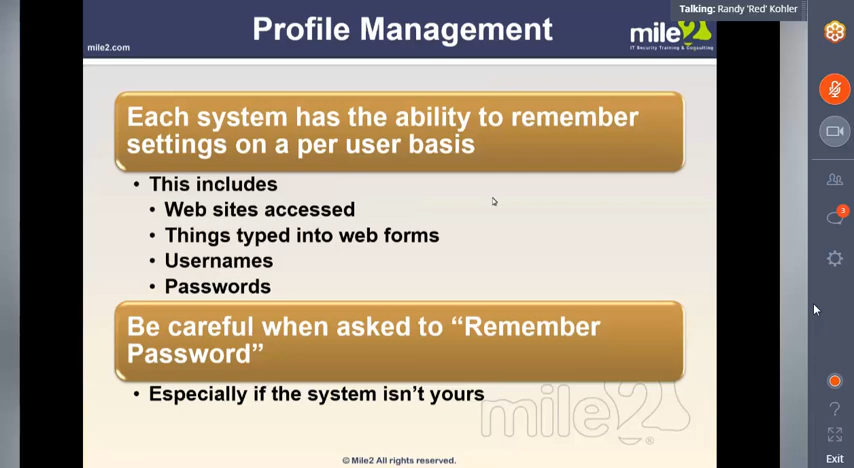 Talking: Randy 'Red' Kohler
Profile Management
mile2.com
mile2
IT Security Training & Consulting
Each system has the ability to remember
settings on a per user basis
• This includes
• Web sites accessed
• Things typed into web forms
• Usernames
• Passwords
Be careful when asked to “Remember
Password”
• Especially if the system isn’t yours
mile2®
© Mile2 All rights reserved.
3
?
Exit